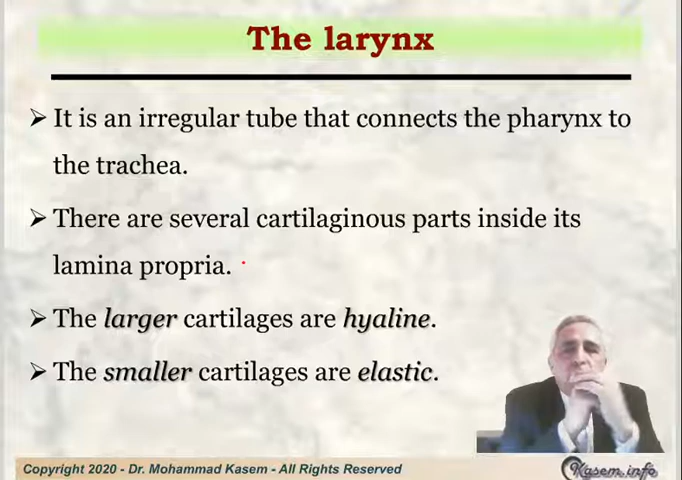 The larynx
➢ It is an irregular tube that connects the pharynx to
the trachea.
➢ There are several cartilaginous parts inside its
lamina propria.
➢ The larger cartilages are hyaline.
➢ The smaller cartilages are elastic.
Copyright 2020 - Dr. Mohammad Kasem - All Rights Reserved
Kasem.info